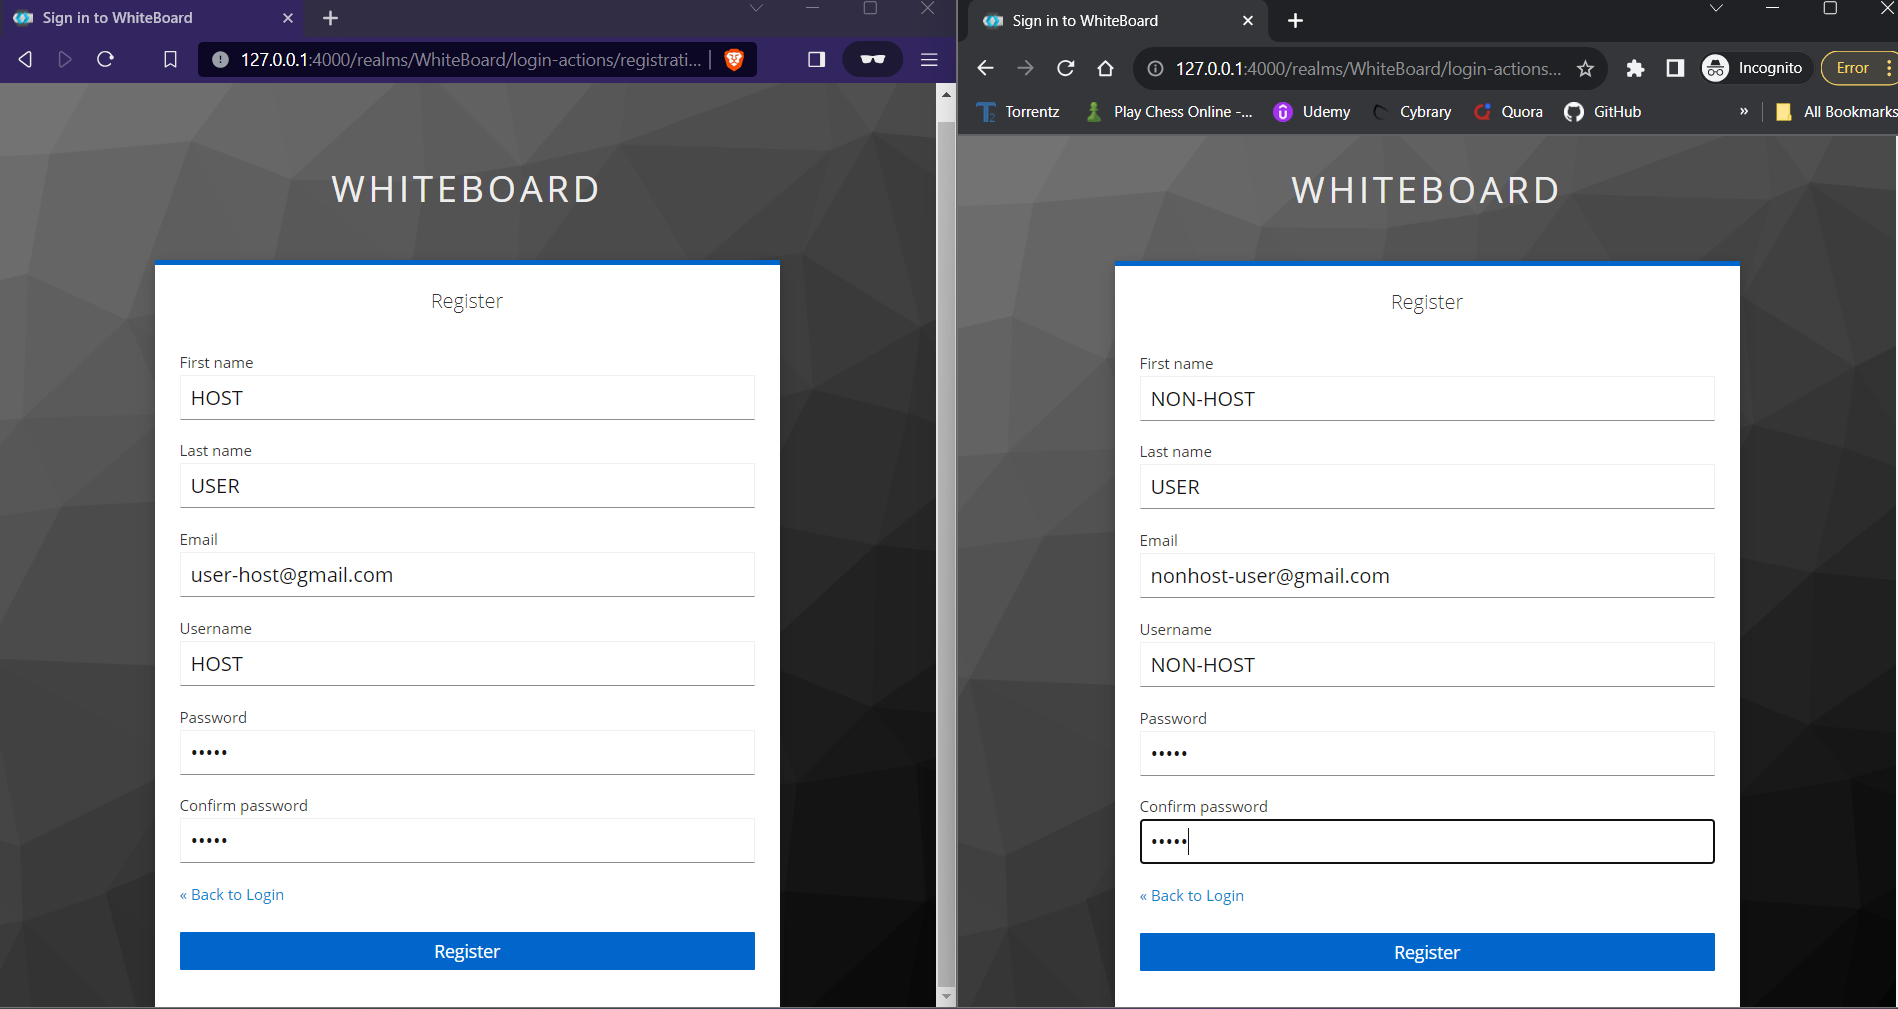 Sign in to WhiteBoard
127.0.0.1:4000/realms/WhiteBoard/login-actions/registrati...
WHITEBOARD
Register
First name
HOST
Last name
USER
Email
user-host@gmail.com
Username
HOST
Password
•••••
Confirm password
•••••
« Back to Login
Register
Sign in to WhiteBoard
127.0.0.1:4000/realms/WhiteBoard/login-actions...
Incognito
Error
Torrentz
Play Chess Online -...
Udemy
Cybrary
Quora
GitHub
»
All Bookmarks
WHITEBOARD
Register
First name
NON-HOST
Last name
USER
Email
nonhost-user@gmail.com
Username
NON-HOST
Password
•••••
Confirm password
•••••
« Back to Login
Register